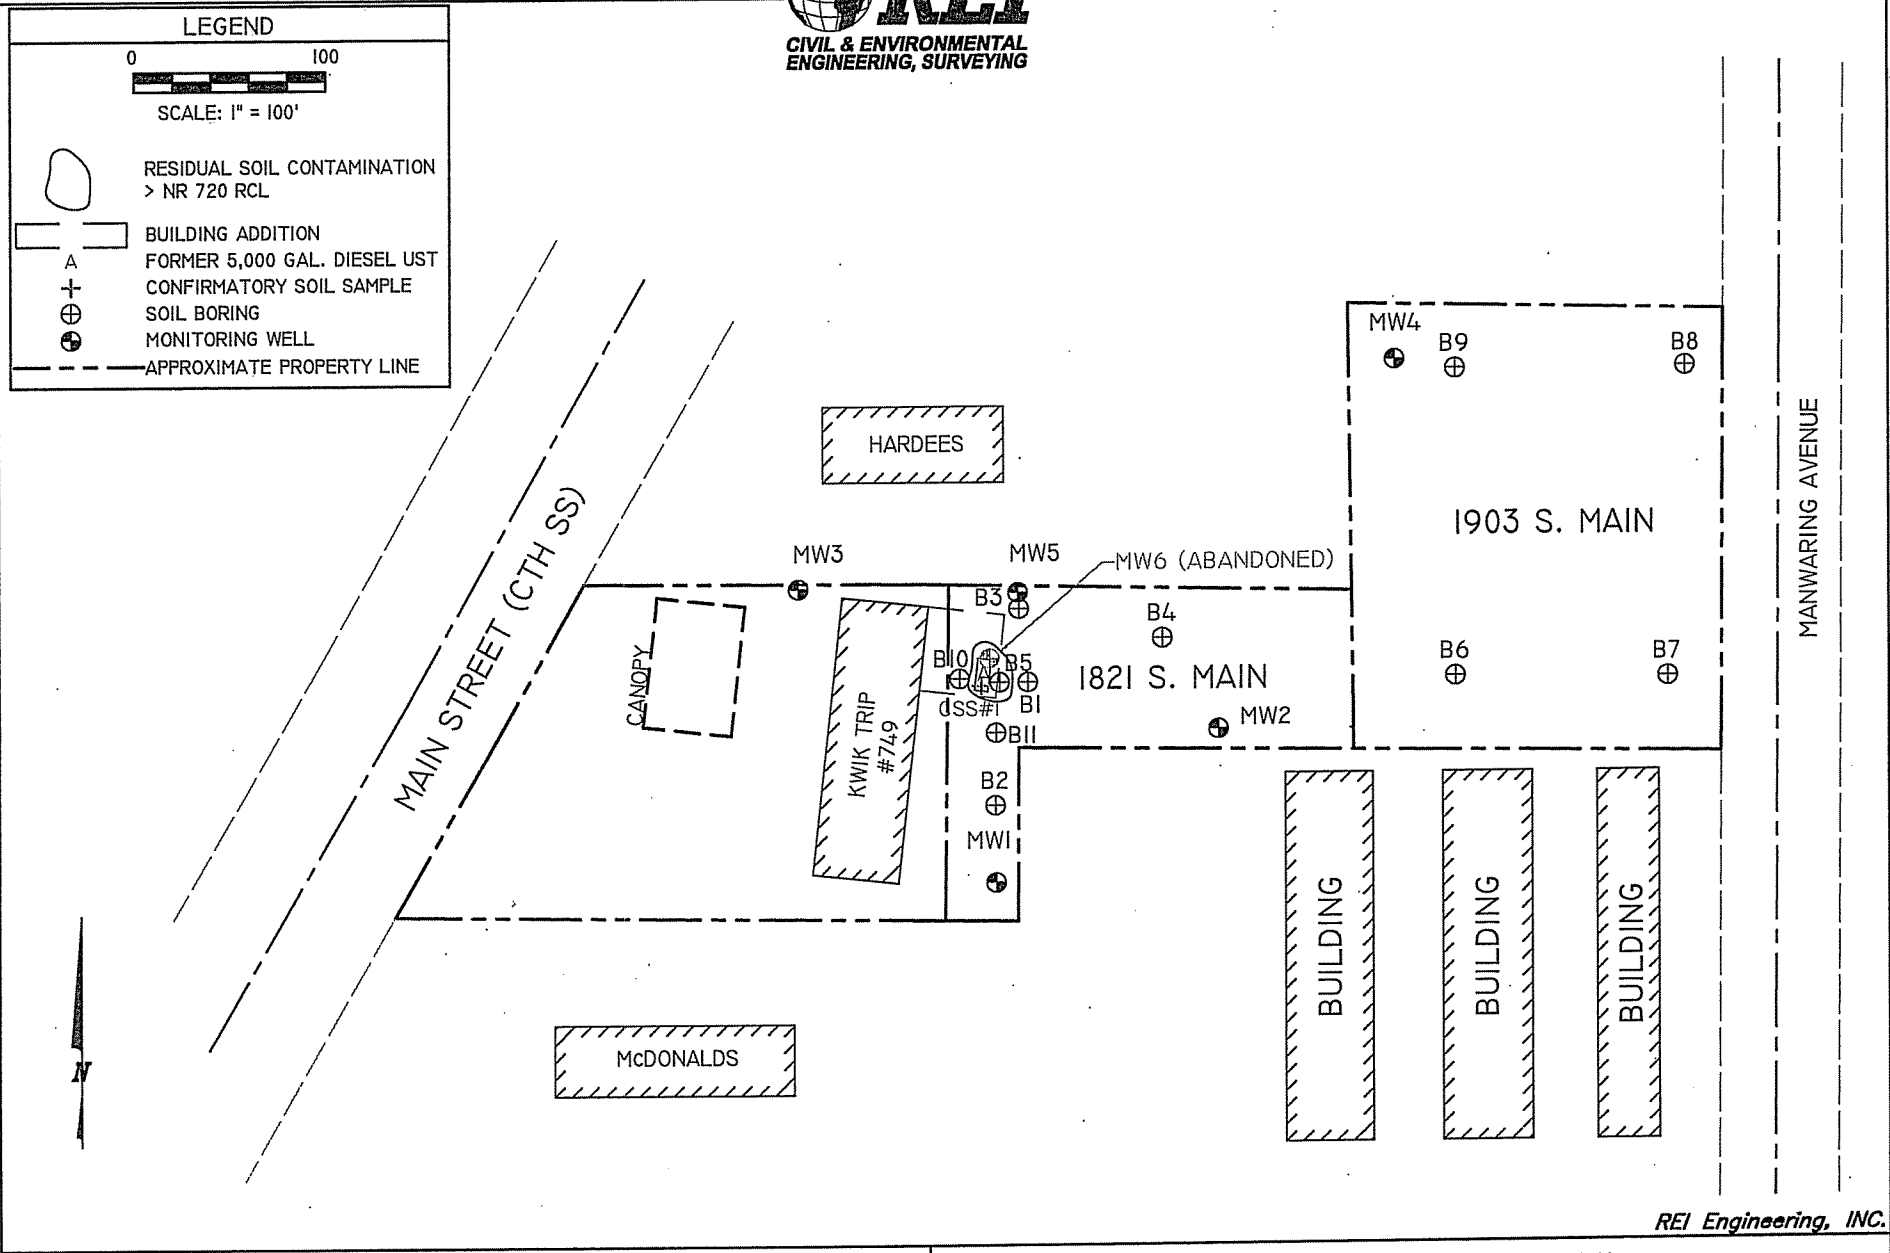 LEGEND
0 100
SCALE: 1" = 100'
RESIDUAL SOIL CONTAMINATION
> NR 720 RCL
BUILDING ADDITION
A FORMER 5,000 GAL. DIESEL UST
CONFIRMATORY SOIL SAMPLE
SOIL BORING
MONITORING WELL
APPROXIMATE PROPERTY LINE
REI
CIVIL & ENVIRONMENTAL
ENGINEERING, SURVEYING
MW4
B9
B8
HARDEES
1903 S. MAIN
MANWARING AVENUE
MAIN STREET (CTH SS)
MW3
MW5
MW6 (ABANDONED)
B3
B4
B10
A
B5
B6
B7
1821 S. MAIN
CANOPY
CSS#1
B1
MW2
KWIK TRIP
#749
B11
B2
MW1
BUILDING
BUILDING
BUILDING
McDONALDS
N
REI Engineering, INC.